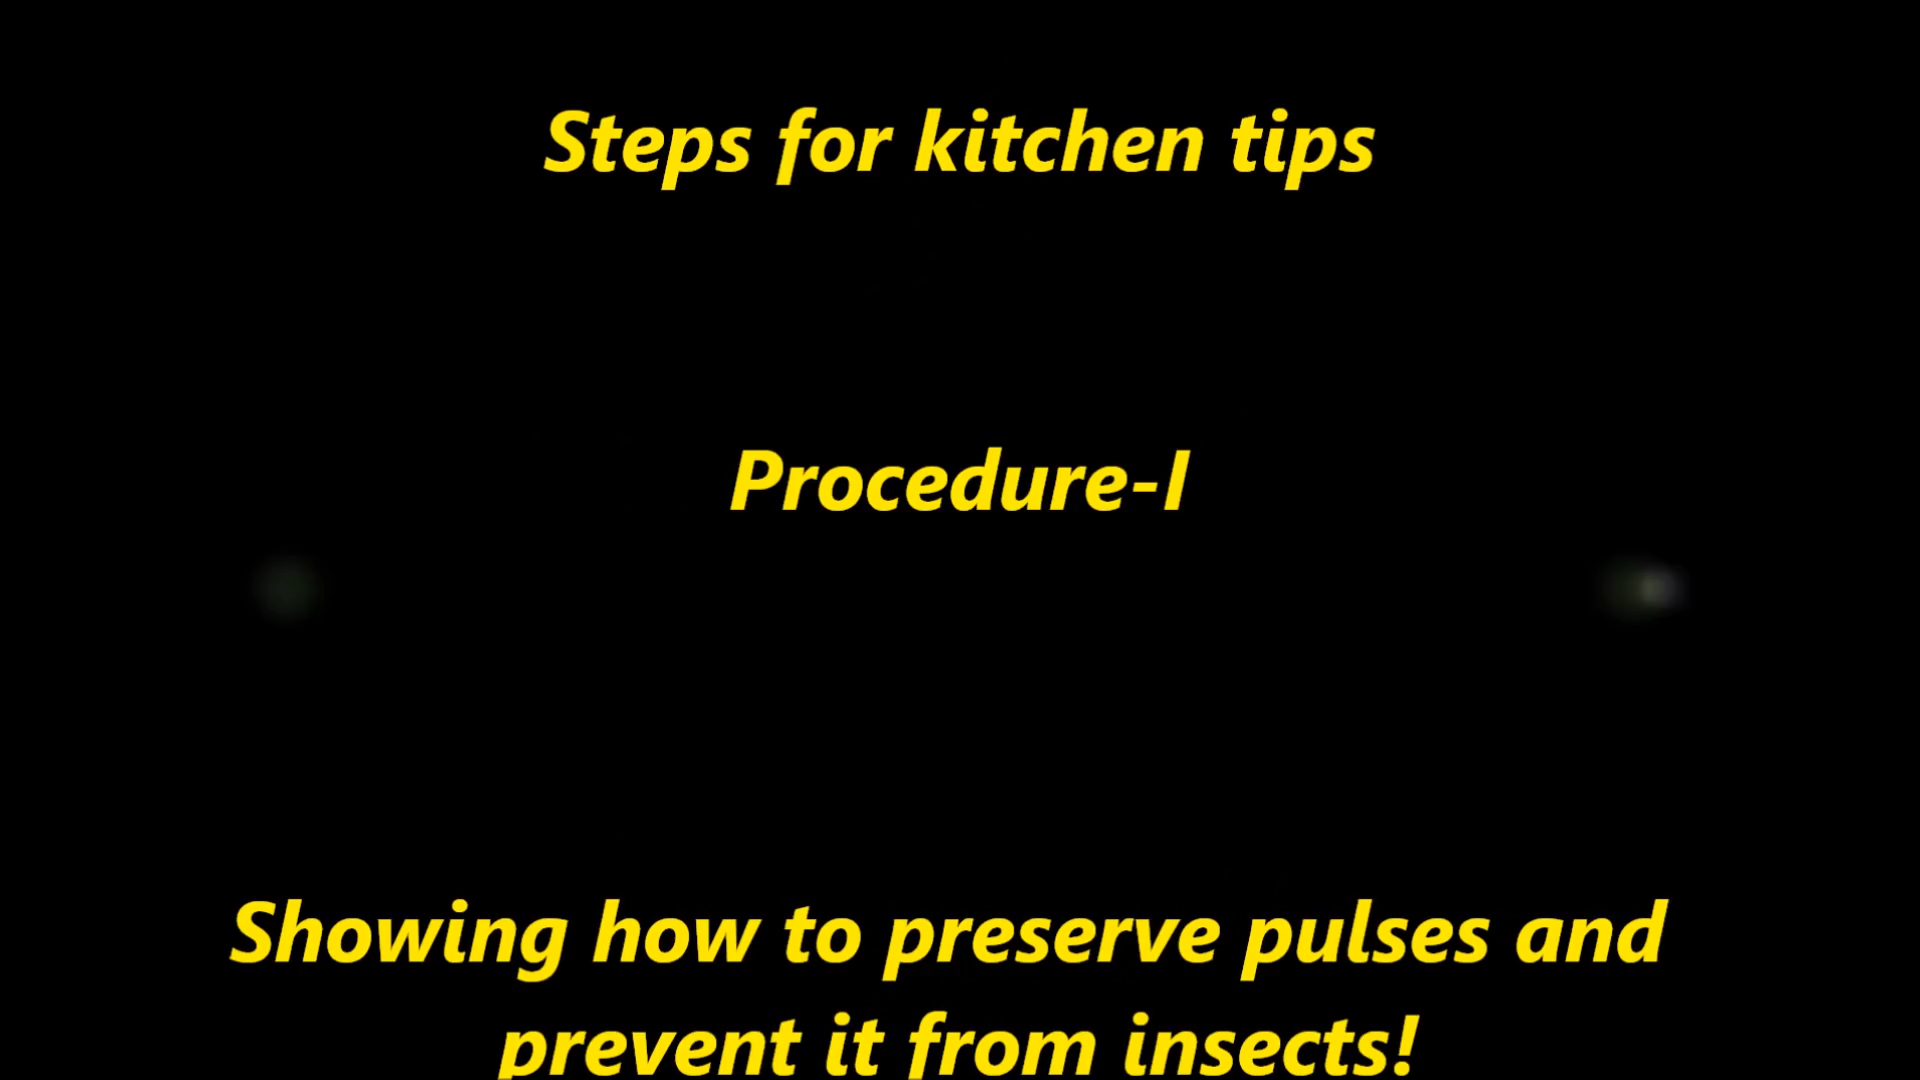 Steps for kitchen tips
Procedure-I
Showing how to preserve pulses and
prevent it from insects!